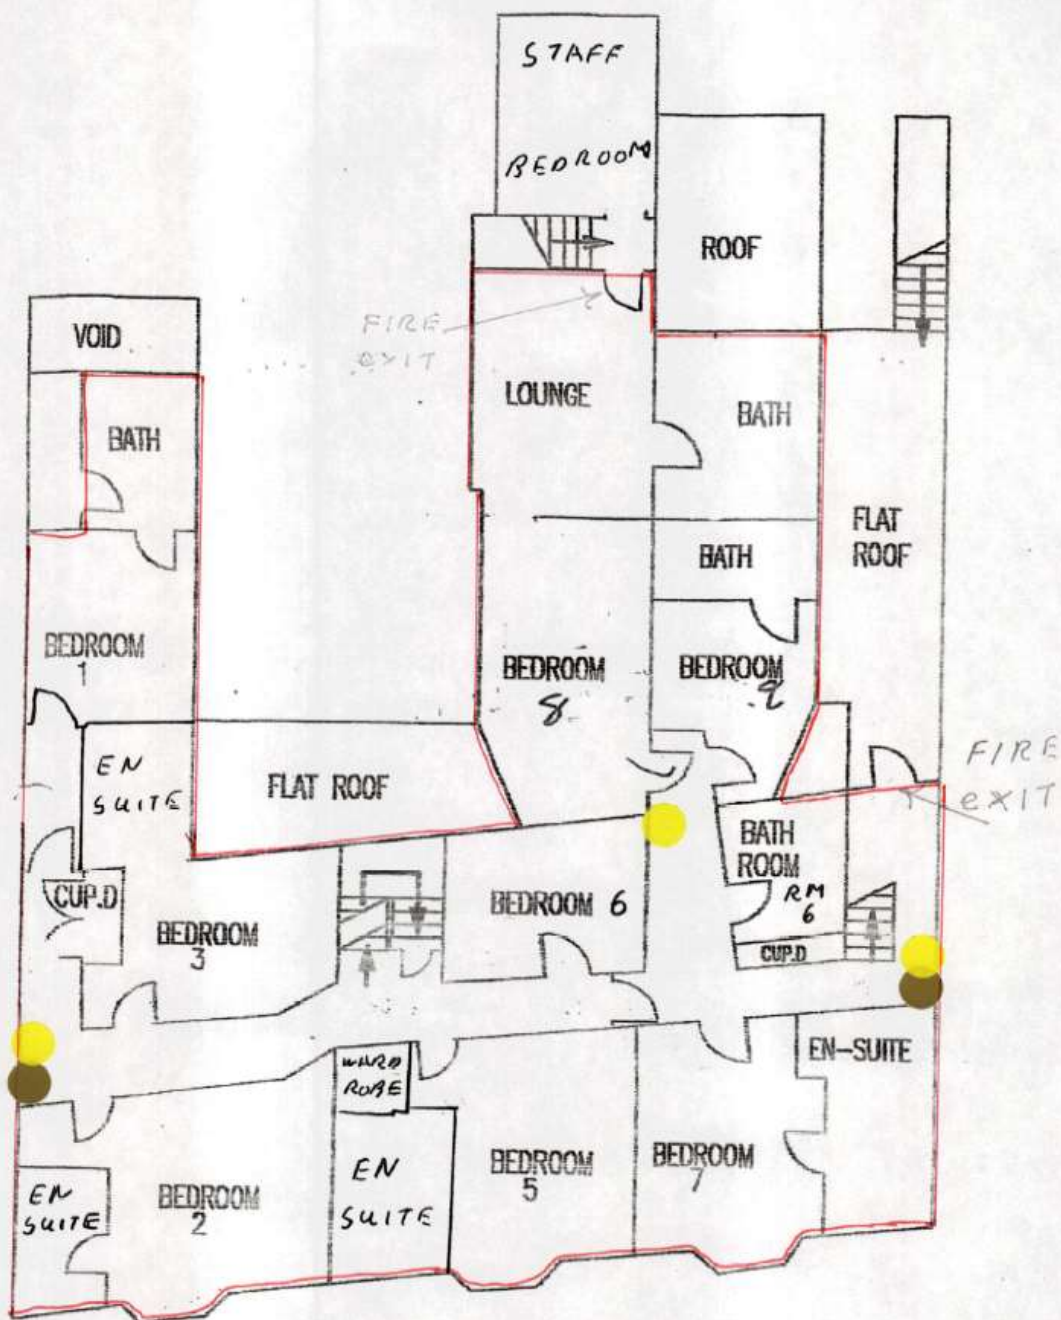 STAFF
BEDROOM
ROOF
VOID
FIRE
EXIT
LOUNGE
BATH
BATH
FLAT
ROOF
BATH
BEDROOM
1
BEDROOM
8
BEDROOM
9
EN
SUITE
FLAT ROOF
FIRE
EXIT
BATH
ROOM
RM
6
CUP.D
BEDROOM
3
BEDROOM 6
CUP.D
WARD
ROBE
EN-SUITE
EN
SUITE
BEDROOM
2
EN
SUITE
BEDROOM
5
BEDROOM
7